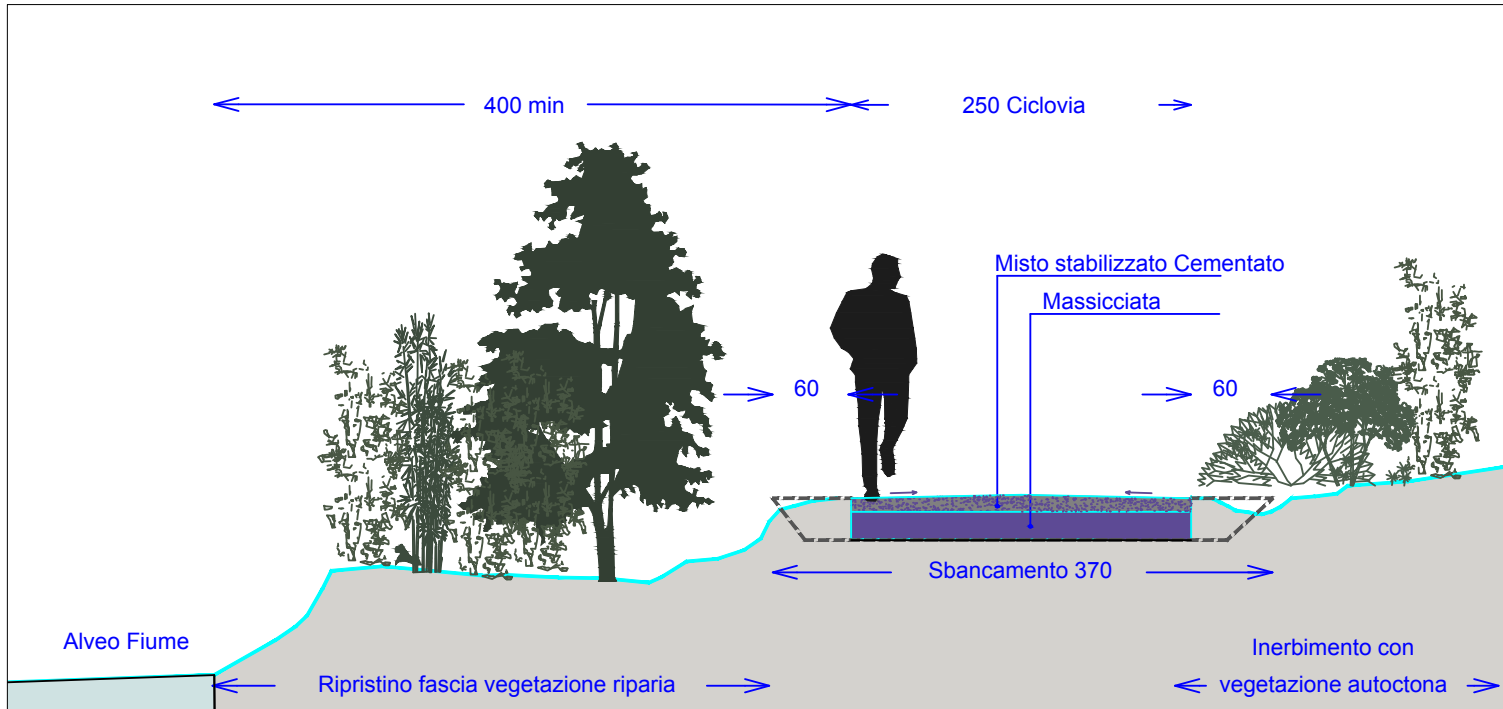 400 min
250 Ciclovia
Misto stabilizzato Cementato
Massicciata
60
60
Sbancamento 370
Alveo Fiume
Ripristino fascia vegetazione riparia
Inerbimento con
vegetazione autoctona